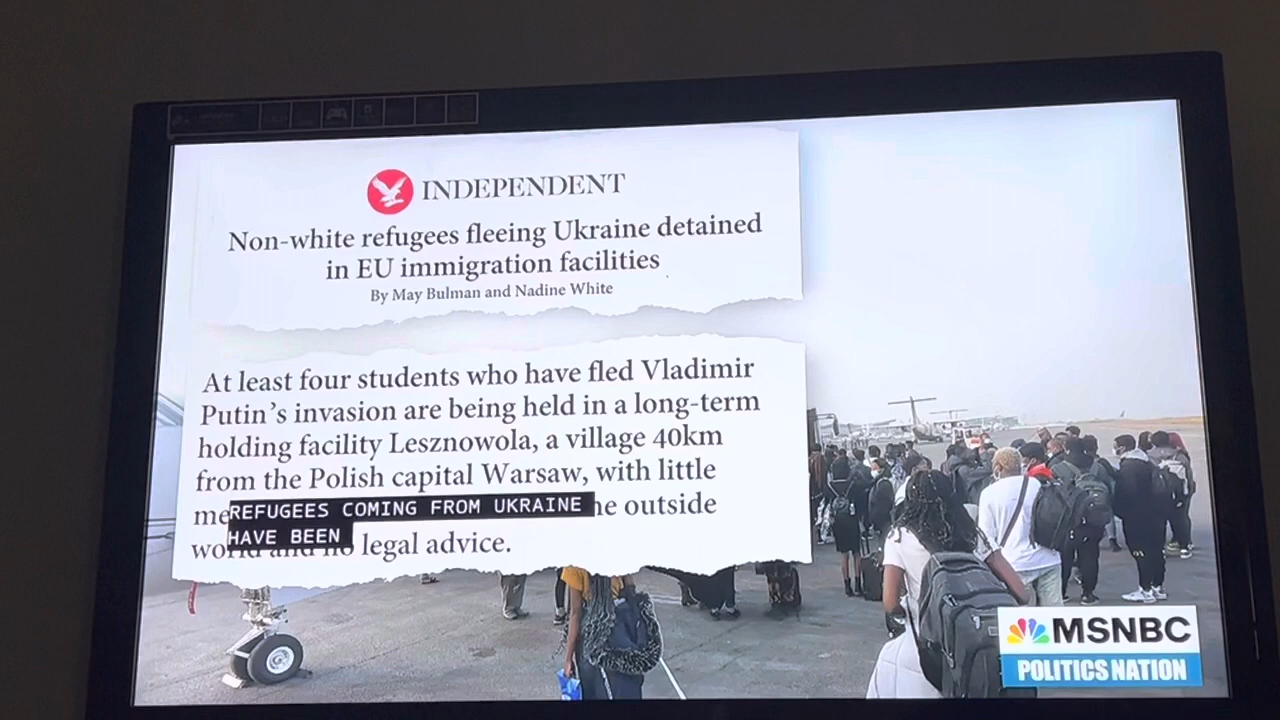 INDEPENDENT
Non-white refugees fleeing Ukraine detained
in EU immigration facilities
By May Bulman and Nadine White
At least four students who have fled Vladimir
Putin's invasion are being held in a long-term
holding facility Lesznowola, a village 40km
from the Polish capital Warsaw, with little
REFUGEES COMING FROM UKRAINE
outside
HAVE BEEN
legal advice.
MSNBC
POLITICS NATION